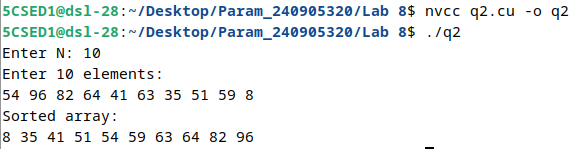 5CSED1@dsl-28:~/Desktop/Param_240905320/Lab 8$ nvcc q2.cu -o q2
5CSED1@dsl-28:~/Desktop/Param_240905320/Lab 8$ ./q2
Enter N: 10
Enter 10 elements:
54 96 82 64 41 63 35 51 59 8
Sorted array:
8 35 41 51 54 59 63 64 82 96